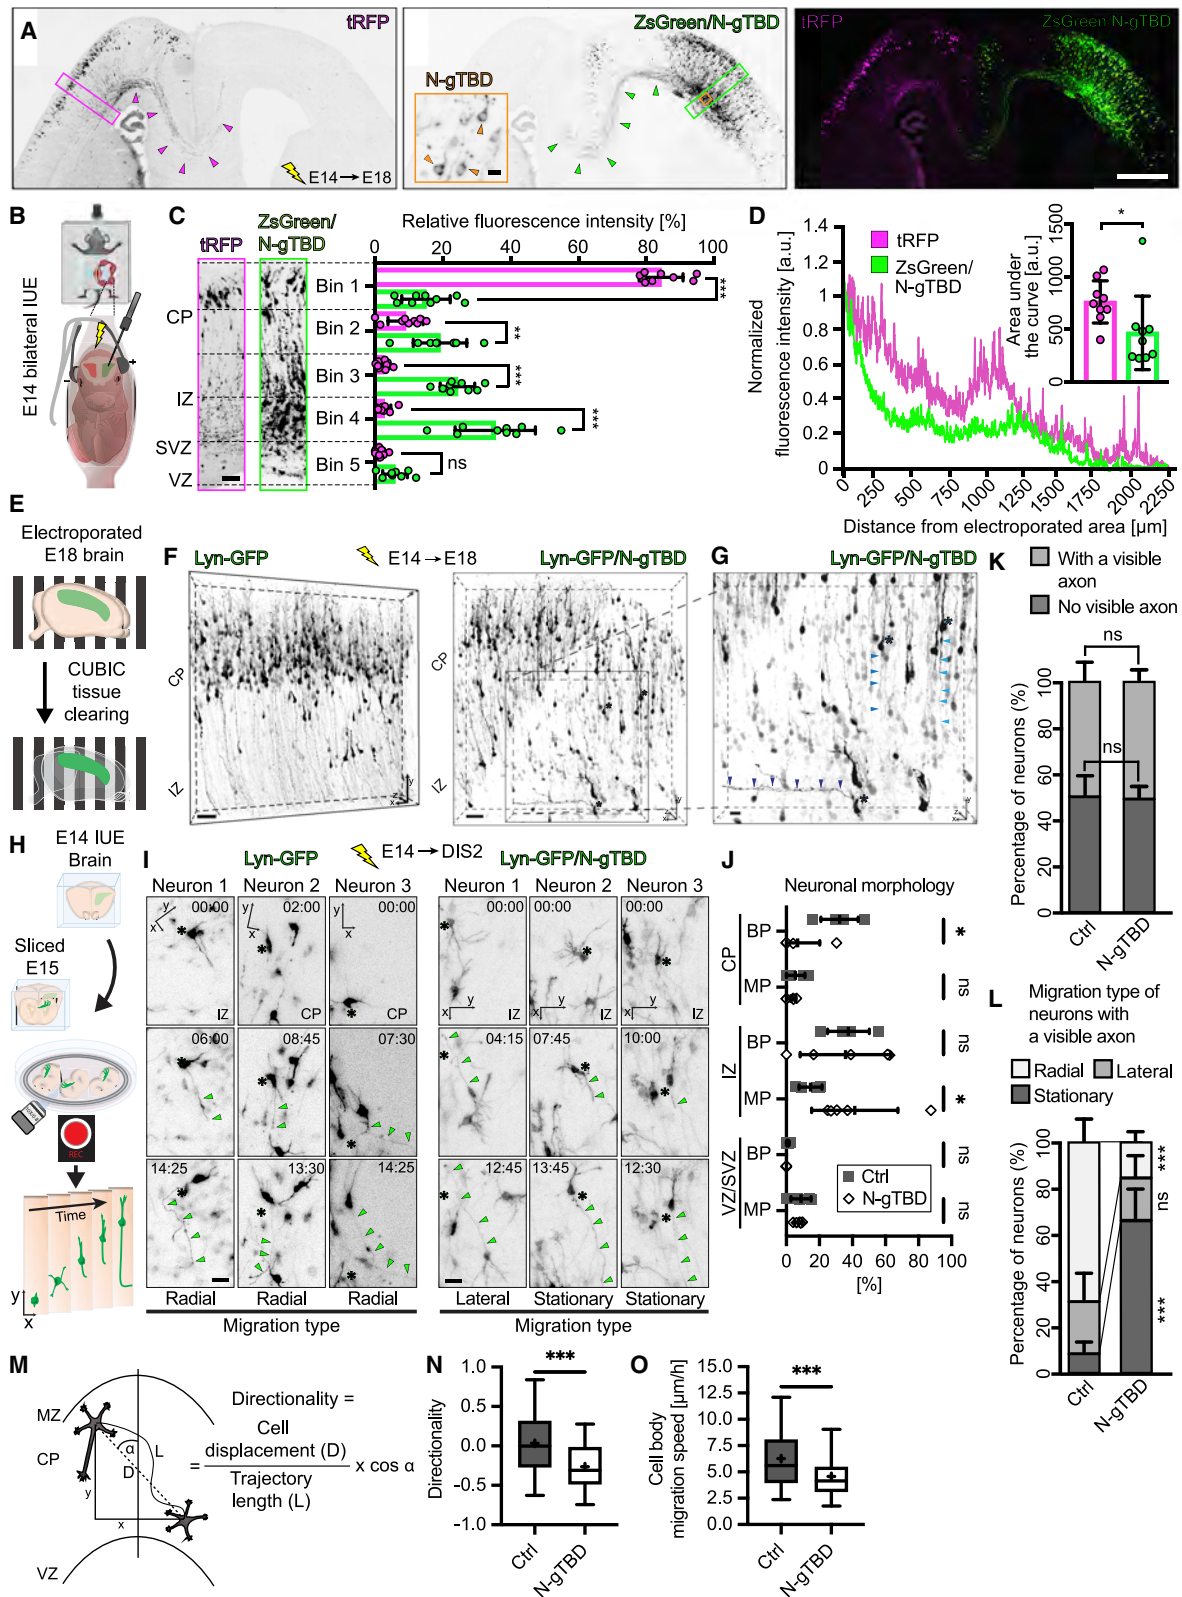 A
tRFP
E14→E18
ZsGreen/N-gTBD
N-gTBD
tRFP
ZsGreen/N-gTBD
B
E14 bilateral IUE
- +
C
tRFP
ZsGreen/
N-gTBD
Relative fluorescence intensity [%]
0 20 40 60 80 100
CP
IZ
SVZ
VZ
Bin 1
***
Bin 2
**
Bin 3
***
Bin 4
***
Bin 5
ns
D
Normalized
fluorescence intensity [a.u.]
1.4
1.2
1
0.8
0.6
0.4
0.2
0
0 250 500 750 1000 1250 1500 1750 2000 2250
Distance from electroporated area [µm]
tRFP
ZsGreen/
N-gTBD
Area under
the curve [a.u.]
1500
1000
500
0
*
E
Electroporated
E18 brain
CUBIC
tissue
clearing
F
Lyn-GFP
E14→E18
Lyn-GFP/N-gTBD
CP
IZ
CP
IZ
y
z
x
*
*
*
y
z
x
G
Lyn-GFP/N-gTBD
*
*
*
y
z
x
K
With a visible
axon
No visible axon
Percentage of neurons (%)
100
80
60
40
20
0
ns
ns
Ctrl
N-gTBD
H
E14 IUE
Brain
Sliced
E15
REC
Time
y
x
I
Lyn-GFP
E14→DIS2
Lyn-GFP/N-gTBD
Neuron 1 Neuron 2 Neuron 3
Neuron 1 Neuron 2 Neuron 3
00:00 02:00 00:00 00:00 00:00 00:00
y x y x y x y x y x y x
* * * * * *
IZ CP CP IZ IZ IZ
06:00 08:45 07:30 04:15 07:45 10:00
* * * * * *
14:25 13:30 14:25 12:45 13:45 12:30
* * * * * *
Radial Radial Radial Lateral Stationary Stationary
Migration type Migration type
J
Neuronal morphology
CP
BP
*
MP
ns
IZ
BP
ns
MP
*
VZ/SVZ
BP
ns
MP
ns
Ctrl
N-gTBD
0 20 40 60 80 100
[%]
L
Migration type of
neurons with
a visible axon
Radial Lateral
Stationary
Percentage of neurons (%)
100
80
60
40
20
0
***
ns
***
Ctrl
N-gTBD
M
MZ
CP
VZ
α
L
D
y
x
Directionality =
= Cell
displacement (D)
Trajectory
length (L)
x cos α
N
Directionality
1.0
0.5
0.0
-0.5
-1.0
***
Ctrl
N-gTBD
O
Cell body
migration speed [µm/h]
15.0
12.5
10.0
7.5
5.0
2.5
0.0
***
Ctrl
N-gTBD